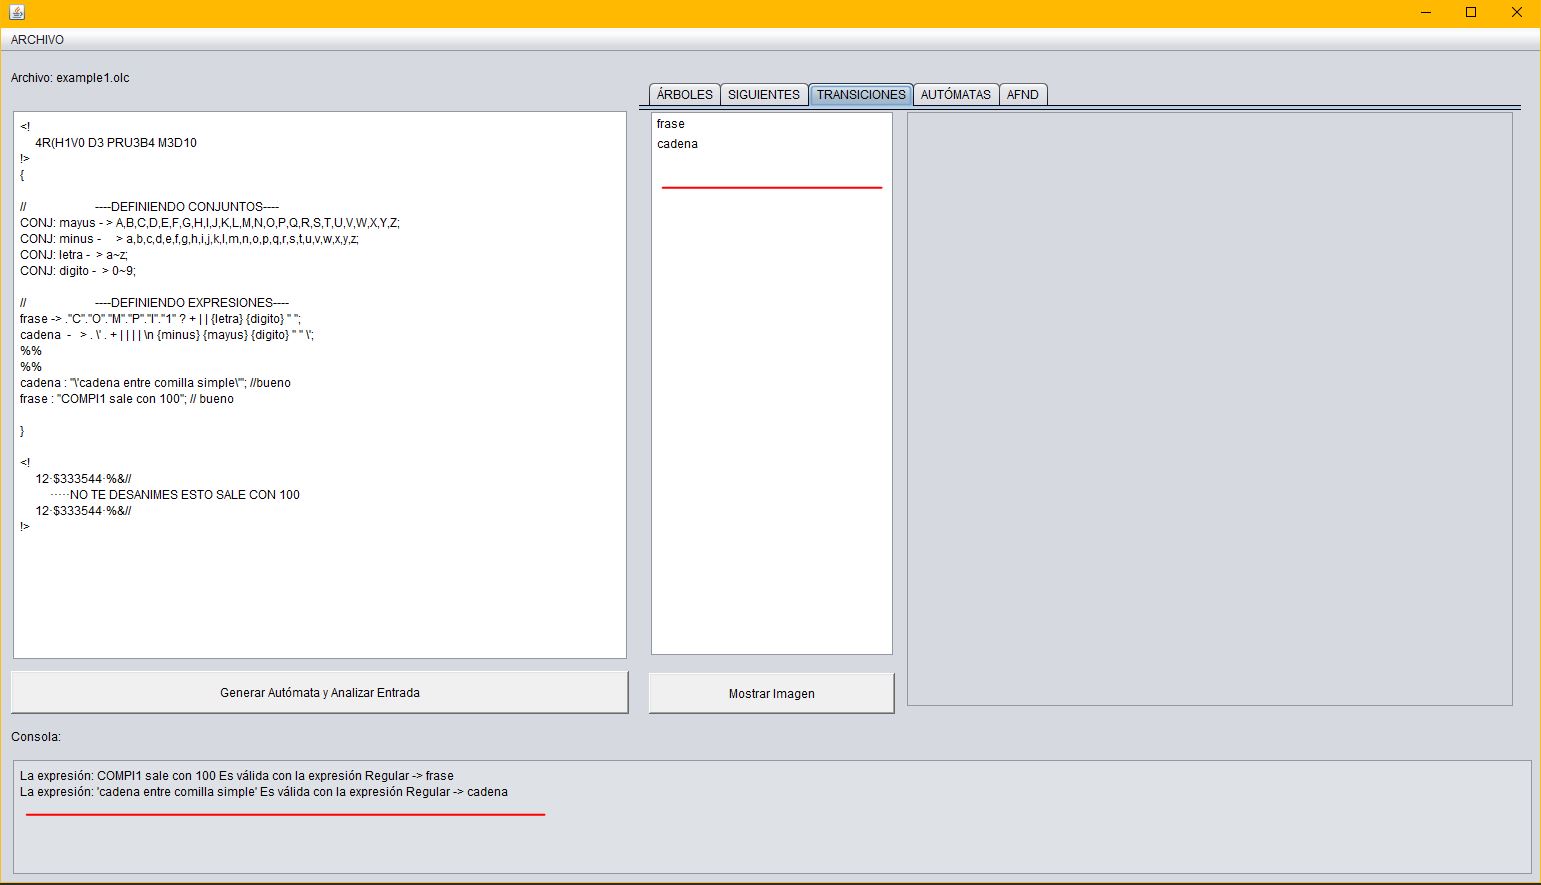 ARCHIVO
Archivo: example1.olc
<!
4R(H1V0 D3 PRU3B4 M3D10
!>
{
// ----DEFINIENDO CONJUNTOS----
CONJ: mayus - > A,B,C,D,E,F,G,H,I,J,K,L,M,N,O,P,Q,R,S,T,U,V,W,X,Y,Z;
CONJ: minus - > a,b,c,d,e,f,g,h,i,j,k,l,m,n,o,p,q,r,s,t,u,v,w,x,y,z;
CONJ: letra - > a~z;
CONJ: digito - > 0~9;
// ----DEFINIENDO EXPRESIONES----
frase -> ."C"."O"."M"."P"."I"."1" ? + | | {letra} {digito} " ";
cadena - > . \' . + | | | | \n {minus} {mayus} {digito} " " \';
%%
%%
cadena : "\'cadena entre comilla simple\'"; //bueno
frase : "COMPI1 sale con 100"; // bueno
}
<!
12·$333544·%&//
·····NO TE DESANIMES ESTO SALE CON 100
12·$333544·%&//
!>
Generar Autómata y Analizar Entrada
ÁRBOLES SIGUIENTES TRANSICIONES AUTÓMATAS AFND
frase
cadena
Mostrar Imagen
Consola:
La expresión: COMPI1 sale con 100 Es válida con la expresión Regular -> frase
La expresión: 'cadena entre comilla simple' Es válida con la expresión Regular -> cadena